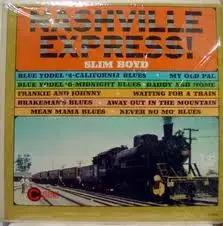 NASHVILLE
EXPRESS!
SLIM BOYD
BLUE YODEL #4-CALIFORNIA BLUES MY OLD PAL
BLUE YODEL #6-MIDNIGHT BLUES DADDY AND HOME
FRANKIE AND JOHNNY WAITING FOR A TRAIN
BRAKEMAN'S BLUES AWAY OUT IN THE MOUNTAIN
MEAN MAMA BLUES NEVER NO MO' BLUES